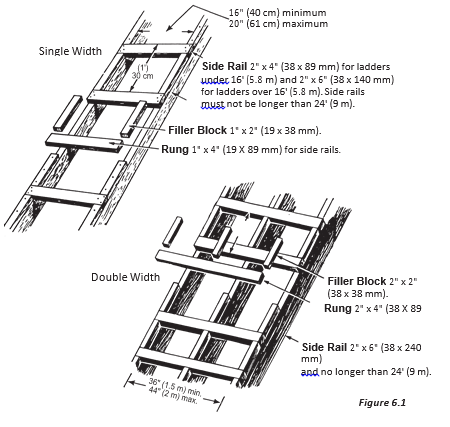 16" (40 cm) minimum
20" (61 cm) maximum
Single Width
(1')
30 cm
Side Rail 2" x 4" (38 x 89 mm) for ladders
under 16' (5.8 m) and 2" x 6" (38 x 140 mm)
for ladders over 16' (5.8 m). Side rails
must not be longer than 24' (9 m).
Filler Block 1" x 2" (19 x 38 mm).
Rung 1" x 4" (19 X 89 mm) for side rails.
Double Width
Filler Block 2" x 2"
(38 x 38 mm).
Rung 2" x 4" (38 X 89
Side Rail 2" x 6" (38 x 240
mm)
and no longer than 24' (9 m).
36" (1.5 m) min.
44" (2 m) max.
Figure 6.1